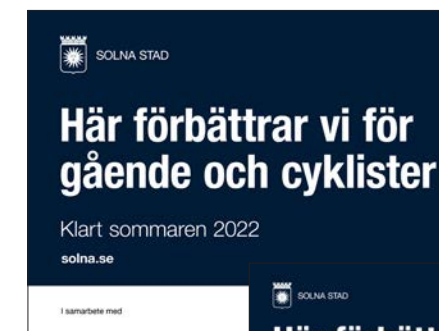 SOLNA STAD
Här förbättrar vi för
gående och cyklister
Klart sommaren 2022
solna.se
I samarbete med
SOLNA STAD